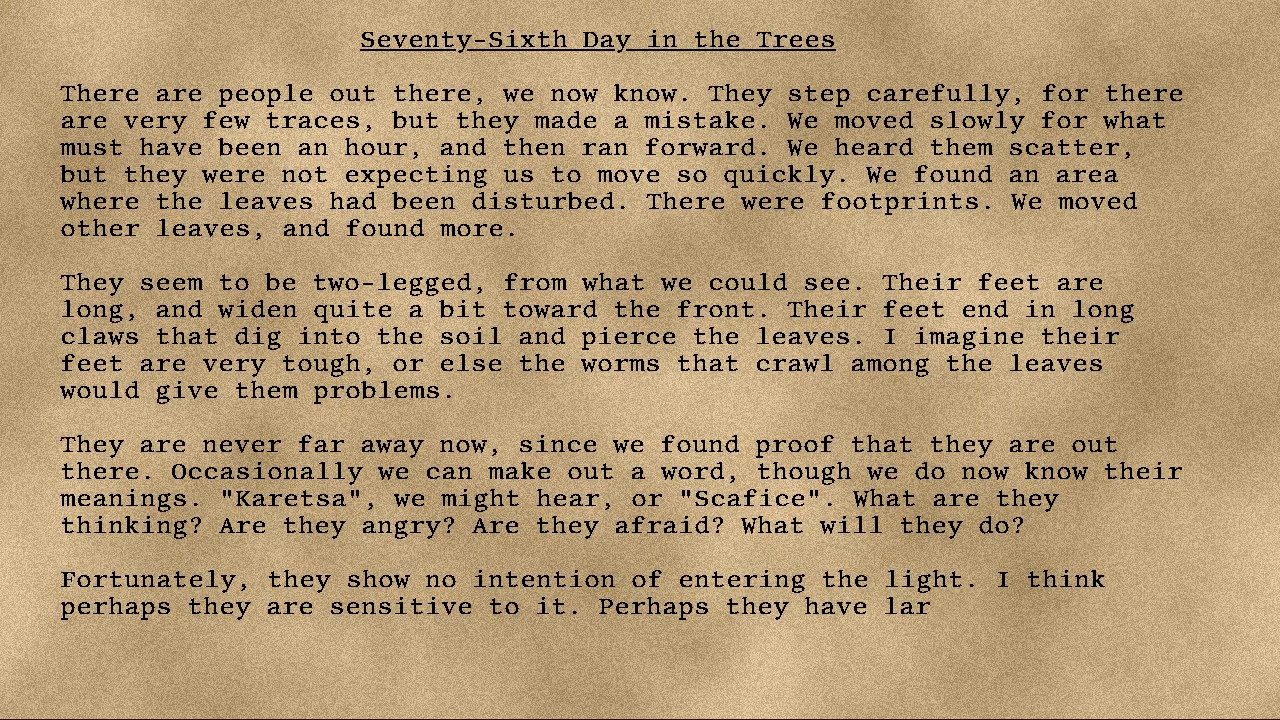 Seventy-Sixth Day in the Trees
There are people out there, we now know. They step carefully, for there
are very few traces, but they made a mistake. We moved slowly for what
must have been an hour, and then ran forward. We heard them scatter,
but they were not expecting us to move so quickly. We found an area
where the leaves had been disturbed. There were footprints. We moved
other leaves, and found more.
They seem to be two-legged, from what we could see. Their feet are
long, and widen quite a bit toward the front. Their feet end in long
claws that dig into the soil and pierce the leaves. I imagine their
feet are very tough, or else the worms that crawl among the leaves
would give them problems.
They are never far away now, since we found proof that they are out
there. Occasionally we can make out a word, though we do now know their
meanings. "Karetsa", we might hear, or "Scafice". What are they
thinking? Are they angry? Are they afraid? What will they do?
Fortunately, they show no intention of entering the light. I think
perhaps they are sensitive to it. Perhaps they have lar